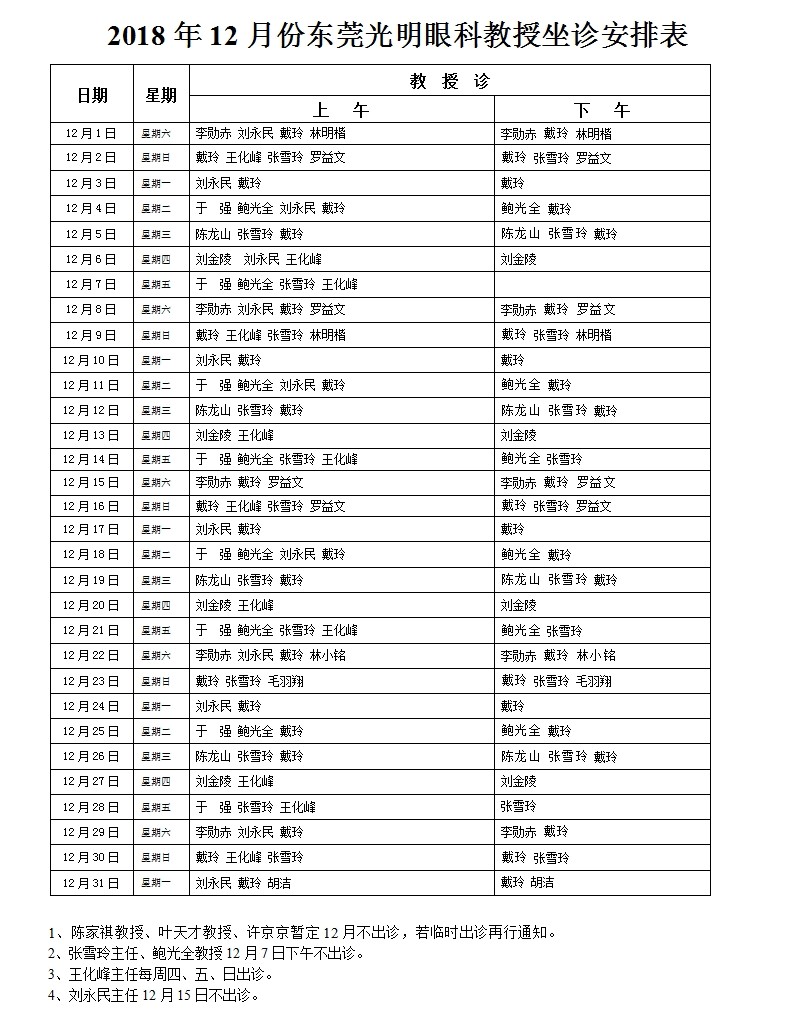 2018 年 12 月份东莞光明眼科教授坐诊安排表
日期 星期 教 授 诊
上 午 下 午
12月1日 星期六 李勋赤 刘永民 戴玲 林明楷 李勋赤 戴玲 林明楷
12月2日 星期日 戴玲 王化峰 张雪玲 罗益文 戴玲 张雪玲 罗益文
12月3日 星期一 刘永民 戴玲 戴玲
12月4日 星期二 于 强 鲍光全 刘永民 戴玲 鲍光全 戴玲
12月5日 星期三 陈龙山 张雪玲 戴玲 陈龙山 张雪玲 戴玲
12月6日 星期四 刘金陵 刘永民 王化峰 刘金陵
12月7日 星期五 于 强 鲍光全 张雪玲 王化峰
12月8日 星期六 李勋赤 刘永民 戴玲 罗益文 李勋赤 戴玲 罗益文
12月9日 星期日 戴玲 王化峰 张雪玲 林明楷 戴玲 张雪玲 林明楷
12月10日 星期一 刘永民 戴玲 戴玲
12月11日 星期二 于 强 鲍光全 刘永民 戴玲 鲍光全 戴玲
12月12日 星期三 陈龙山 张雪玲 戴玲 陈龙山 张雪玲 戴玲
12月13日 星期四 刘金陵 王化峰 刘金陵
12月14日 星期五 于 强 鲍光全 张雪玲 王化峰 鲍光全 张雪玲
12月15日 星期六 李勋赤 戴玲 罗益文 李勋赤 戴玲 罗益文
12月16日 星期日 戴玲 王化峰 张雪玲 罗益文 戴玲 张雪玲 罗益文
12月17日 星期一 刘永民 戴玲 戴玲
12月18日 星期二 于 强 鲍光全 刘永民 戴玲 鲍光全 戴玲
12月19日 星期三 陈龙山 张雪玲 戴玲 陈龙山 张雪玲 戴玲
12月20日 星期四 刘金陵 王化峰 刘金陵
12月21日 星期五 于 强 鲍光全 张雪玲 王化峰 鲍光全 张雪玲
12月22日 星期六 李勋赤 刘永民 戴玲 林小铭 李勋赤 戴玲 林小铭
12月23日 星期日 戴玲 张雪玲 毛羽翔 戴玲 张雪玲 毛羽翔
12月24日 星期一 刘永民 戴玲 戴玲
12月25日 星期二 于 强 鲍光全 戴玲 鲍光全 戴玲
12月26日 星期三 陈龙山 张雪玲 戴玲 陈龙山 张雪玲 戴玲
12月27日 星期四 刘金陵 王化峰 刘金陵
12月28日 星期五 于 强 张雪玲 王化峰 张雪玲
12月29日 星期六 李勋赤 刘永民 戴玲 李勋赤 戴玲
12月30日 星期日 戴玲 王化峰 张雪玲 戴玲 张雪玲
12月31日 星期一 刘永民 戴玲 胡洁 戴玲 胡洁
1、陈家祺教授、叶天才教授、许京京暂定 12 月不出诊，若临时出诊再行通知。
2、张雪玲主任、鲍光全教授 12 月 7 日下午不出诊。
3、王化峰主任每周四、五、日出诊。
4、刘永民主任 12 月 15 日不出诊。